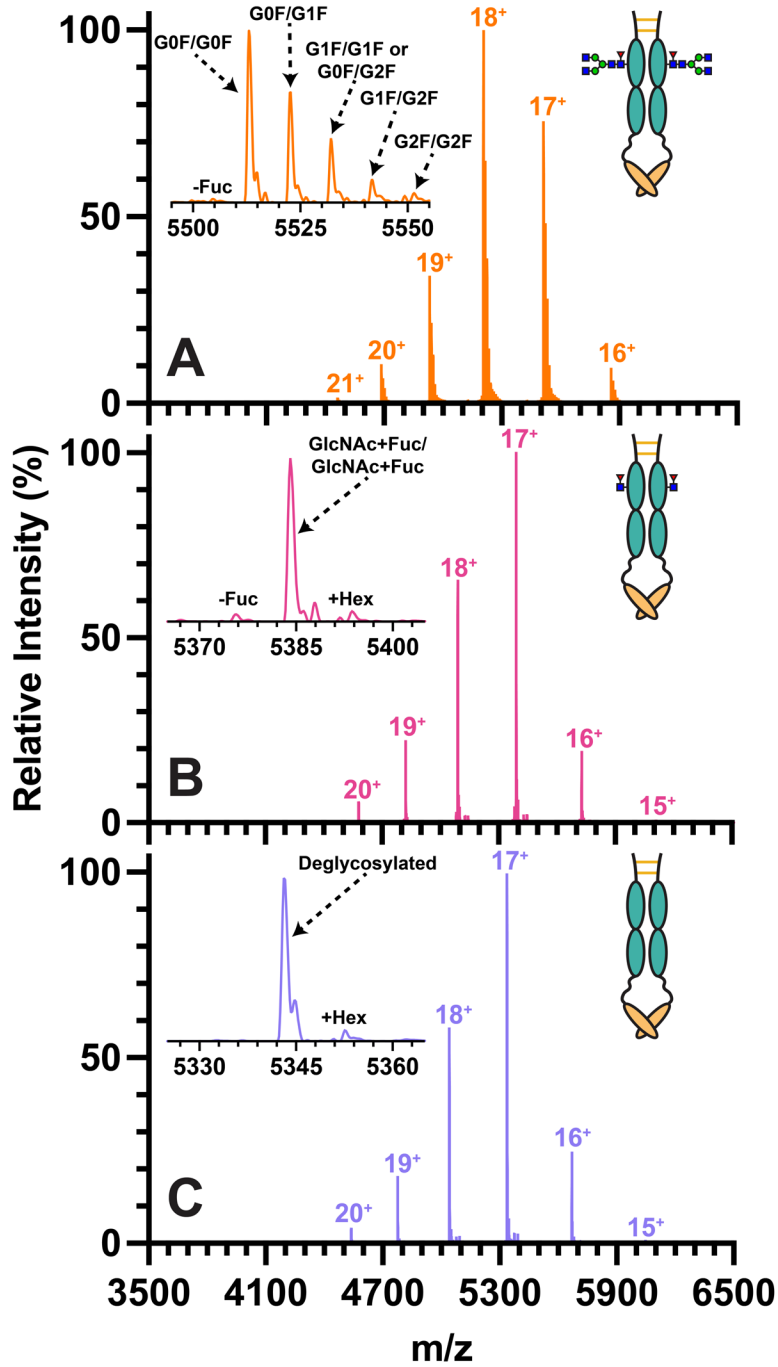 Relative Intensity (%)
100
50
0
18⁺
17⁺
19⁺
20⁺
21⁺
16⁺
G0F/G0F
G0F/G1F
G1F/G1F or
G0F/G2F
G1F/G2F
G2F/G2F
-Fuc
5500
5525
5550
A
100
50
0
17⁺
18⁺
19⁺
20⁺
16⁺
15⁺
GlcNAc+Fuc/
GlcNAc+Fuc
-Fuc
+Hex
5370
5385
5400
B
100
50
0
17⁺
18⁺
19⁺
20⁺
16⁺
15⁺
Deglycosylated
+Hex
5330
5345
5360
C
3500
4100
4700
5300
5900
6500
m/z